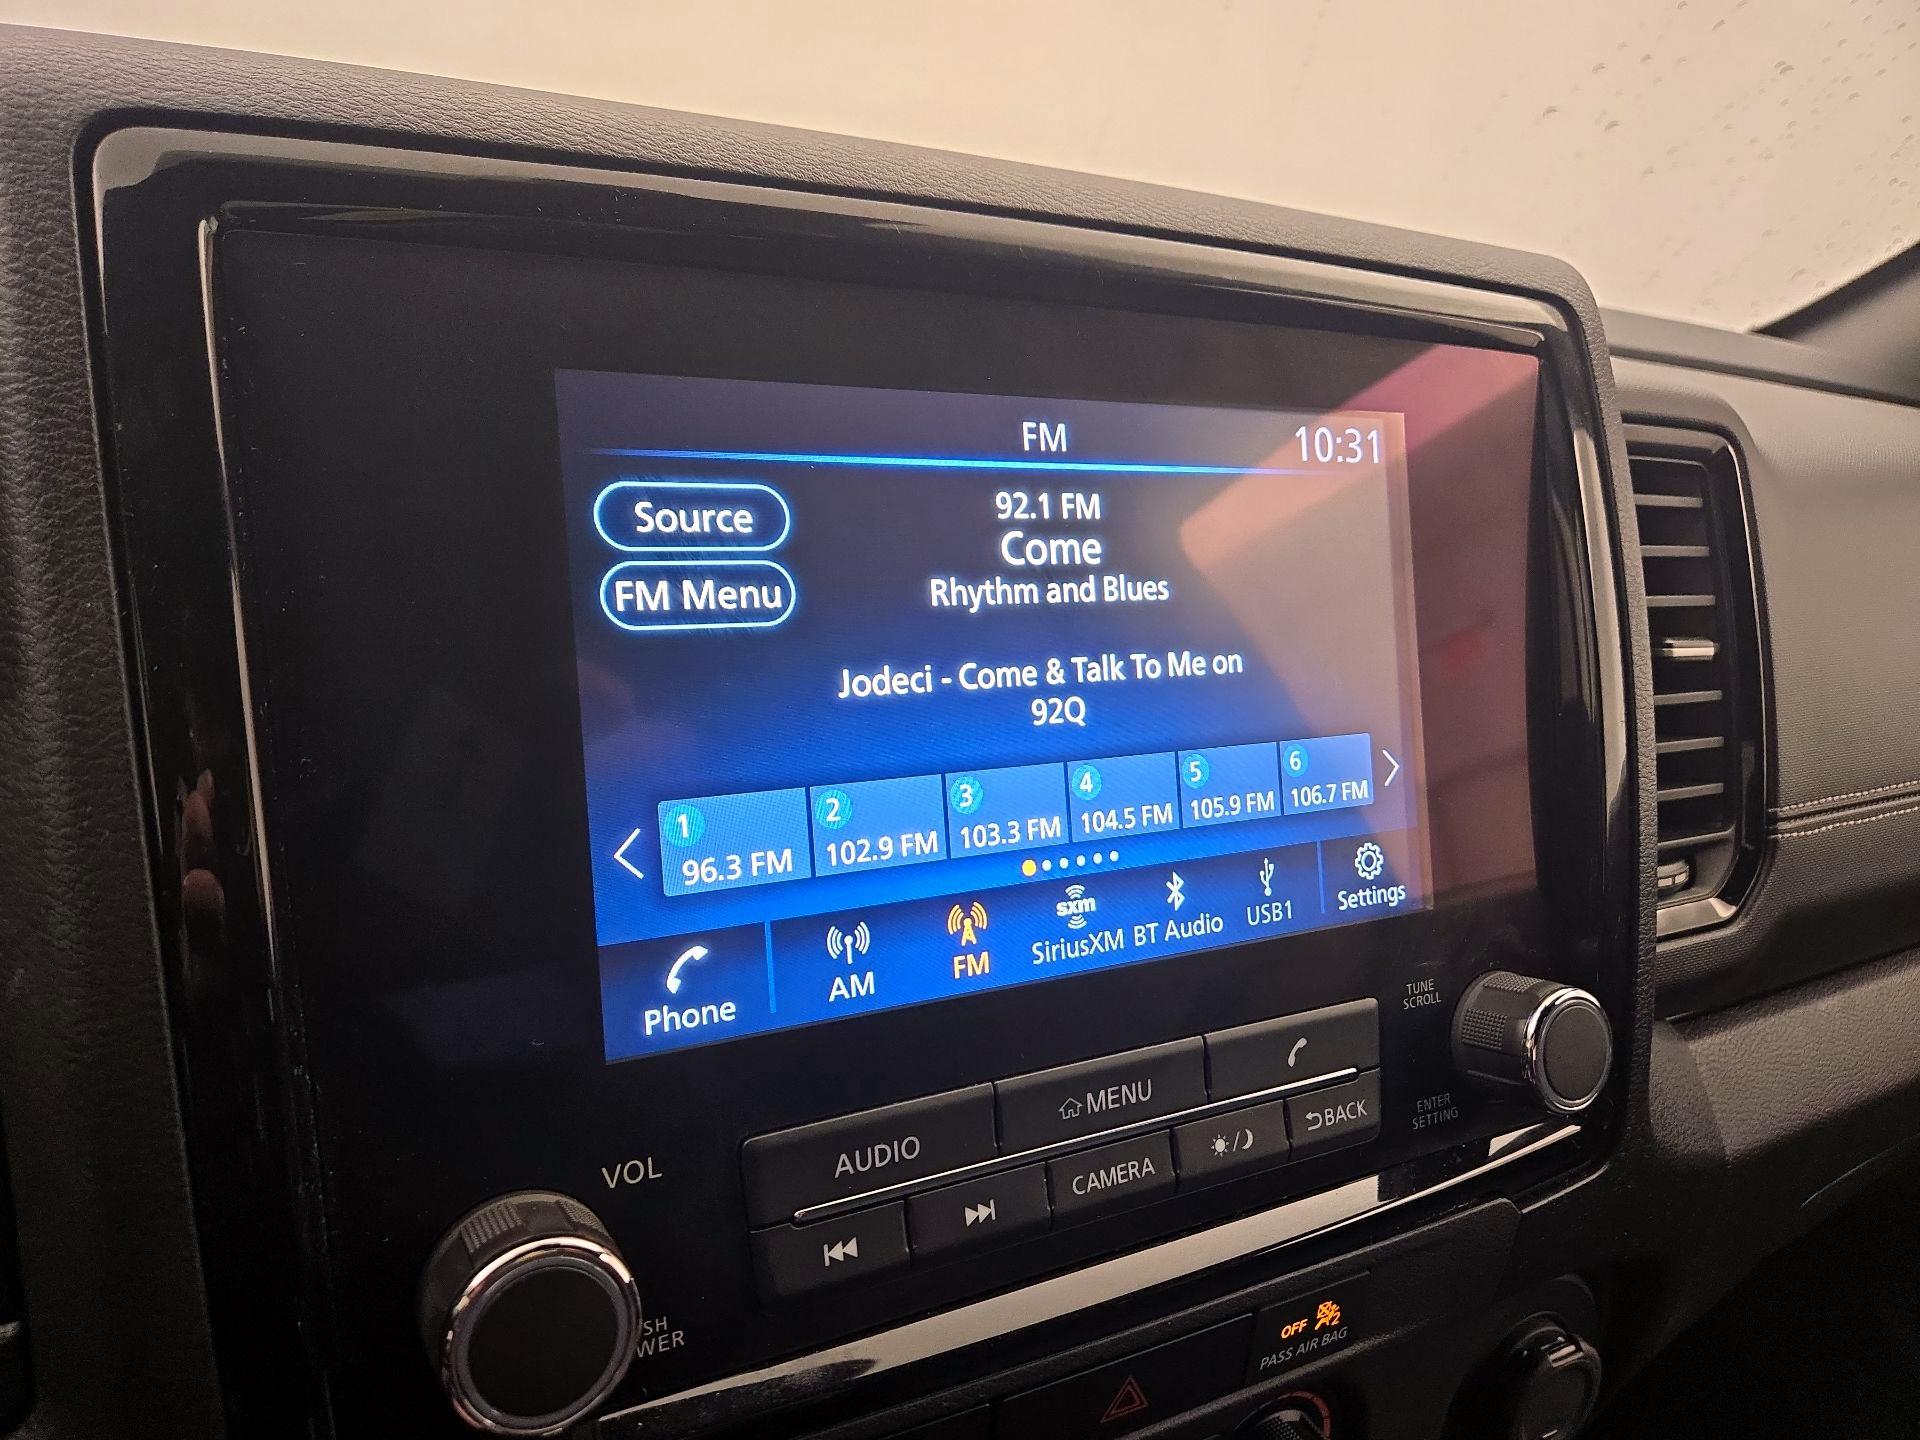 FM
10:31
Source
92.1 FM
Come
FM Menu
Rhythm and Blues
Jodeci - Come & Talk To Me on
92Q
1
96.3 FM
2
102.9 FM
3
103.3 FM
4
104.5 FM
5
105.9 FM
6
106.7 FM
Phone
AM
FM
sxm
SiriusXM
BT Audio
USB1
Settings
TUNE
SCROLL
ENTER
SETTING
VOL
AUDIO
MENU
CAMERA
BACK
SH
WER
OFF
2
PASS AIR BAG